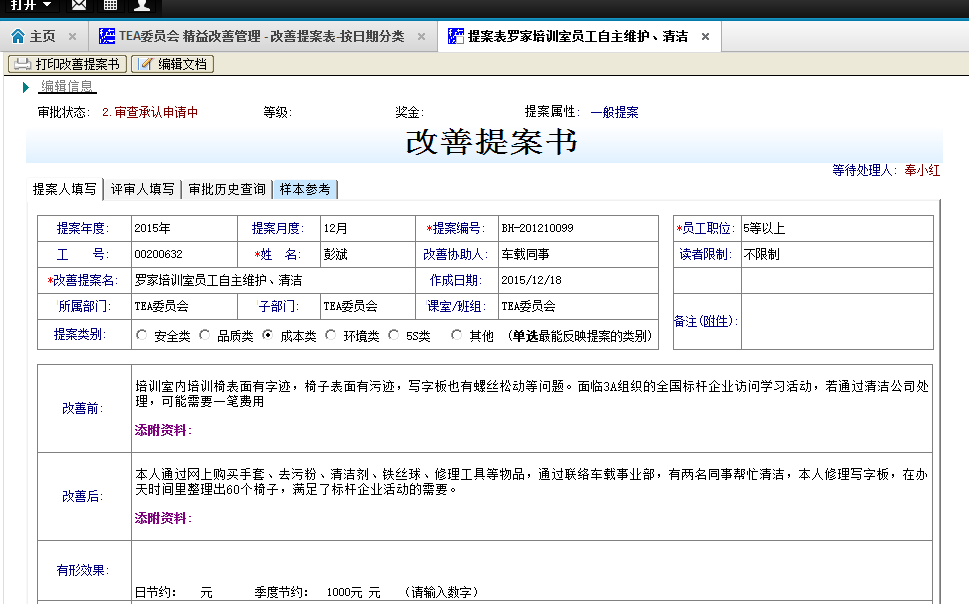 打开
主页 × TEA委员会 精益改善管理 - 改善提案表-按日期分类 × 提案表罗家培训室员工自主维护、清洁 ×
打印改善提案书 编辑文档
编辑信息
审批状态: 2.审查承认申请中 等级: 奖金: 提案属性: 一般提案
改善提案书
等待处理人: 奉小红
提案人填写 评审人填写 审批历史查询 样本参考
提案年度: 2015年 提案月度: 12月 *提案编号: BH-201210099 *员工职位: 5等以上
工 号: 00200632 *姓 名: 彭斌 改善协助人: 车载同事 读者限制: 不限制
*改善提案名: 罗家培训室员工自主维护、清洁 作成日期: 2015/12/18
所属部门: TEA委员会 子部门: TEA委员会 课室/班组: TEA委员会 备注(附件):
提案类别: 安全类 品质类 成本类 环境类 5S类 其他 (单选最能反映提案的类别)
改善前: 培训室内培训椅表面有字迹，椅子表面有污迹，写字板也有螺丝松动等问题。面临3A组织的全国标杆企业访问学习活动，若通过清洁公司处
理，可能需要一笔费用
添附资料:
改善后: 本人通过网上购买手套、去污粉、清洁剂、铁丝球、修理工具等物品，通过联络车载事业部，有两名同事帮忙清洁，本人修理写字板，在办
天时间里整理出60个椅子，满足了标杆企业活动的需要。
添附资料:
有形效果:
日节约: 元 季度节约: 1000元 元 (请输入数字)